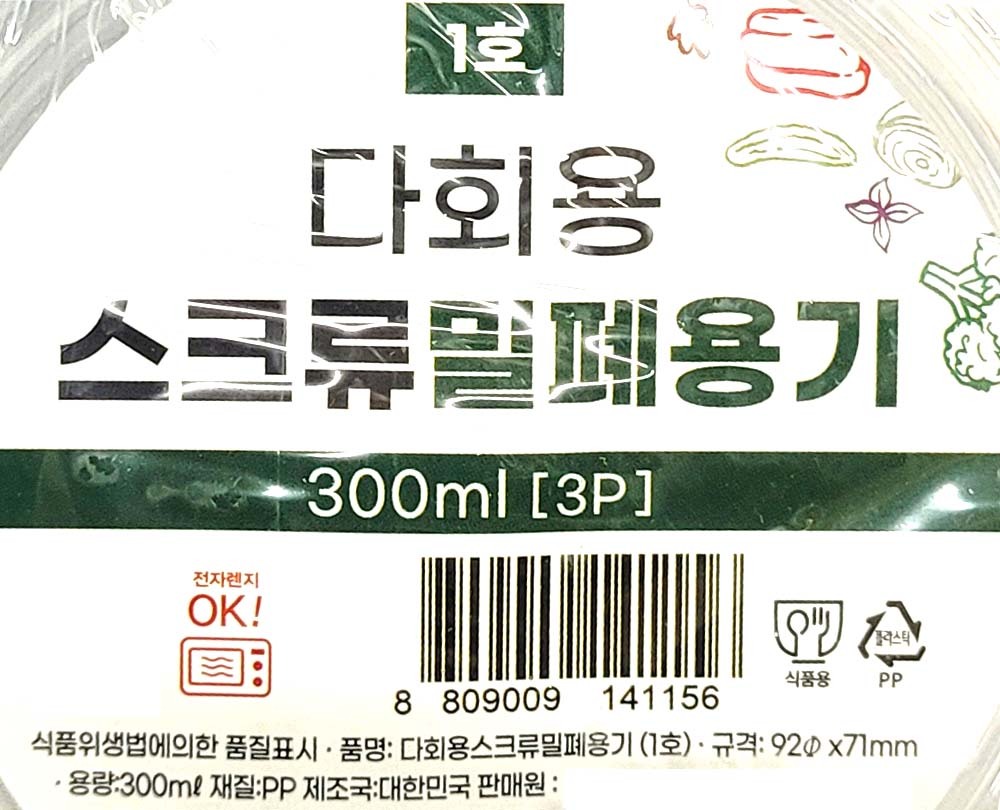 1호
다회용
스크류밀폐용기
300ml [3P]
전자렌지
OK!
8 809009 141156
식품용
플라스틱
PP
식품위생법에의한 품질표시 · 품명: 다회용스크류밀폐용기 (1호) · 규격: 92∅ x71mm
· 용량:300mℓ 재질:PP 제조국:대한민국 판매원 :